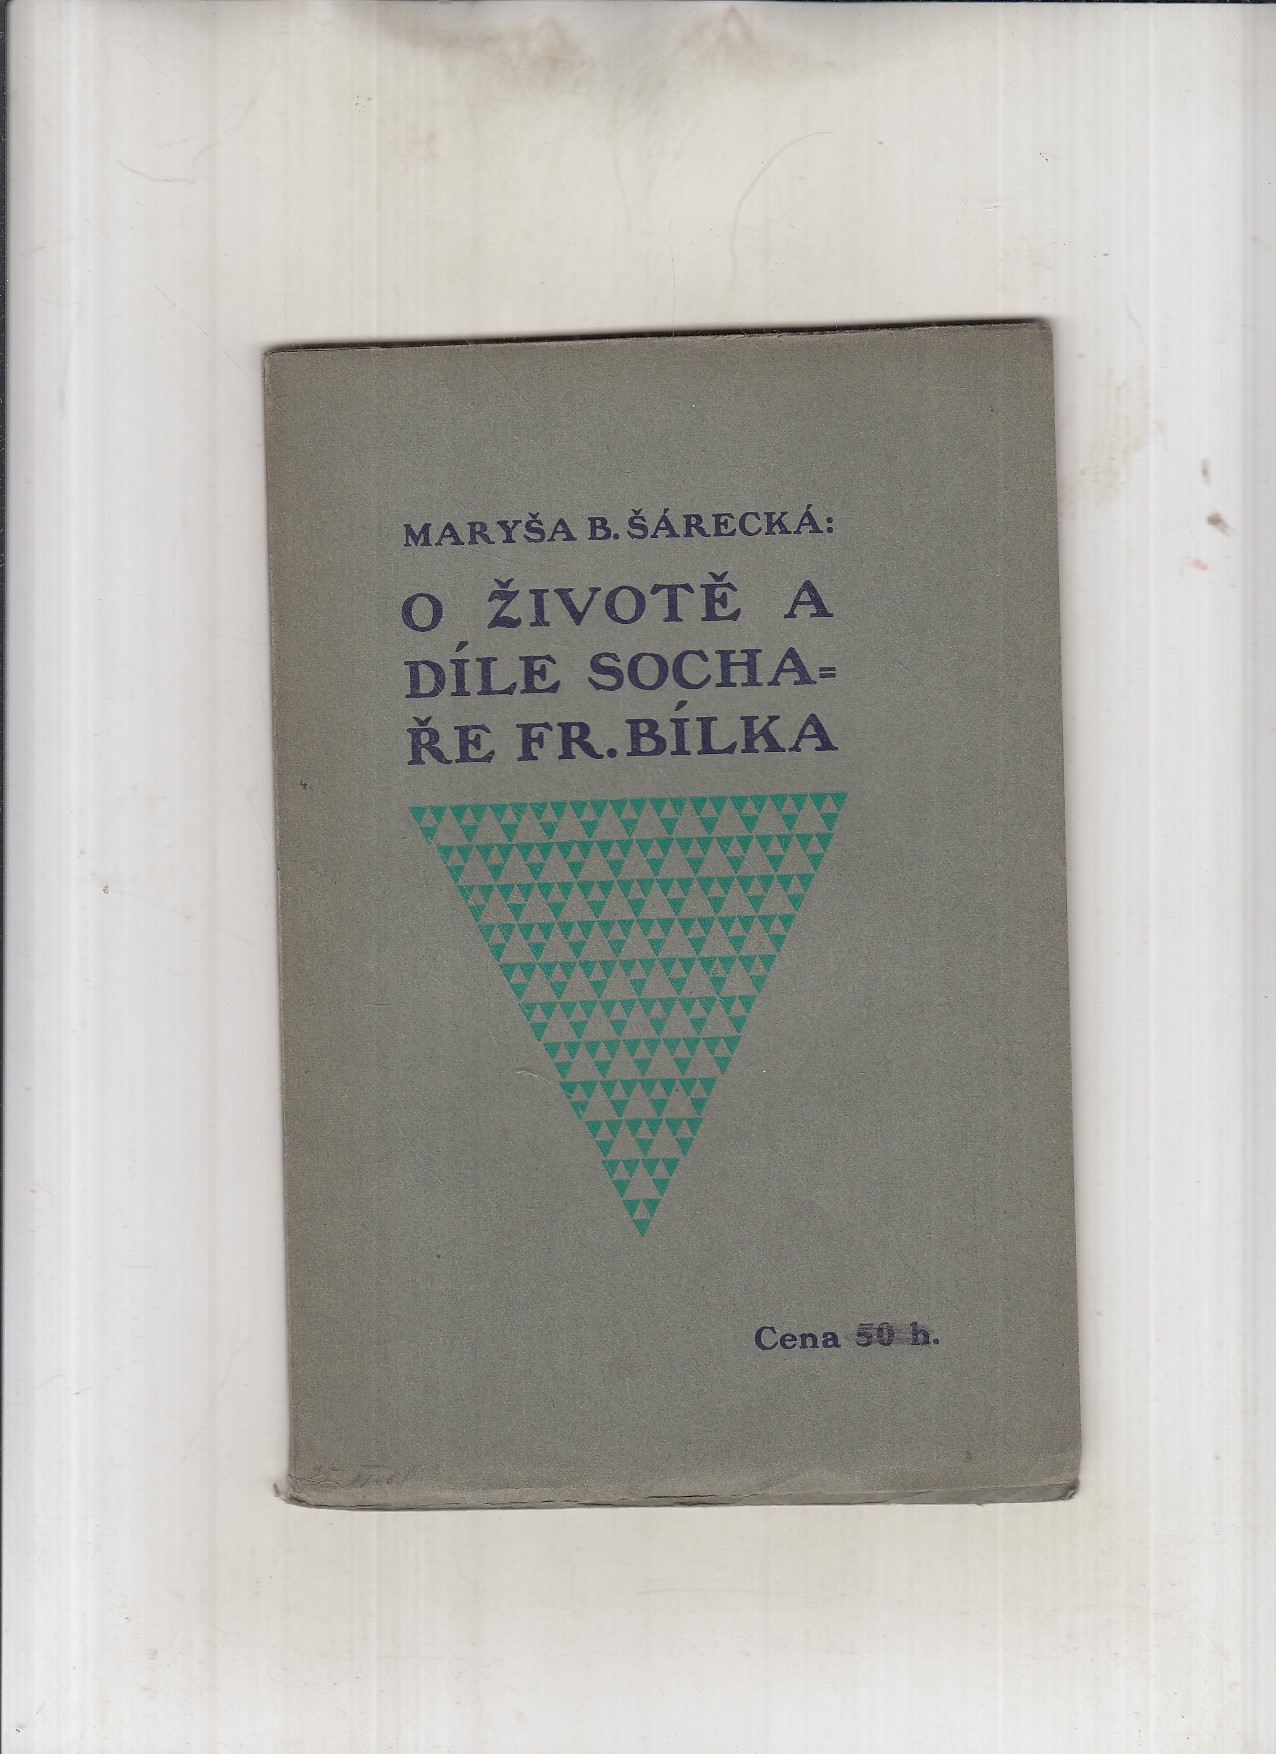 MARYŠA B. ŠÁRECKÁ:
O ŽIVOTĚ A
DÍLE SOCHA=
ŘE FR. BÍLKA
Cena 50 h.